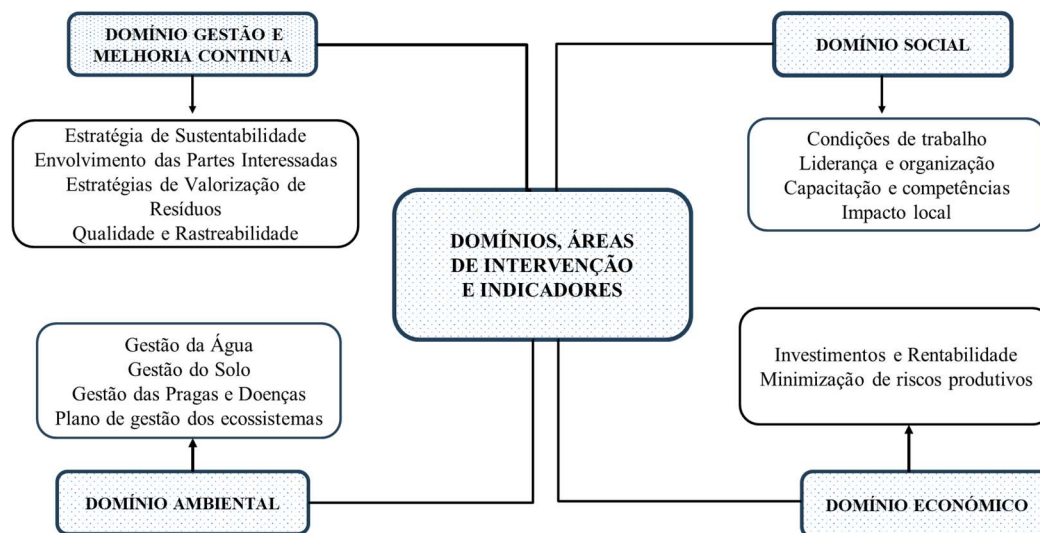 DOMÍNIO GESTÃO E
MELHORIA CONTINUA
Estratégia de Sustentabilidade
Envolvimento das Partes Interessadas
Estratégias de Valorização de
Resíduos
Qualidade e Rastreabilidade
DOMÍNIO SOCIAL
Condições de trabalho
Liderança e organização
Capacitação e competências
Impacto local
DOMÍNIOS, ÁREAS
DE INTERVENÇÃO
E INDICADORES
Gestão da Água
Gestão do Solo
Gestão das Pragas e Doenças
Plano de gestão dos ecossistemas
DOMÍNIO AMBIENTAL
Investimentos e Rentabilidade
Minimização de riscos produtivos
DOMÍNIO ECONÓMICO